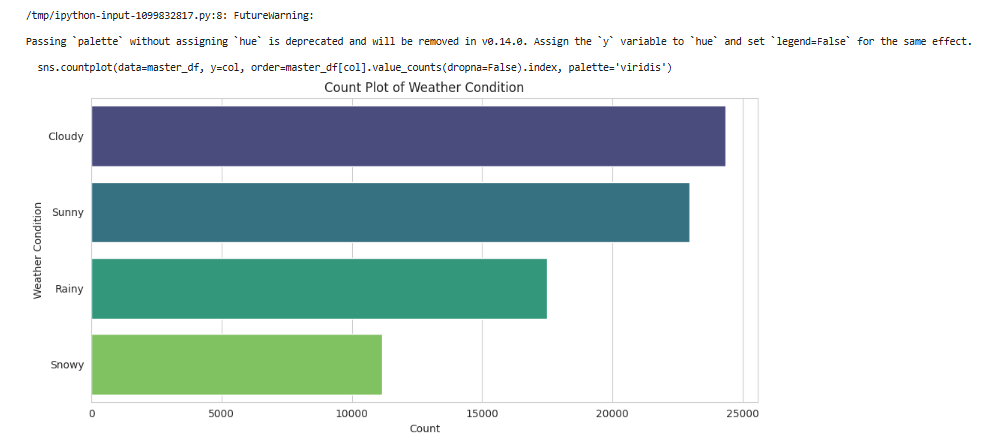 /tmp/ipython-input-1099832817.py:8: FutureWarning:
Passing `palette` without assigning `hue` is deprecated and will be removed in v0.14.0. Assign the `y` variable to `hue` and set `legend=False` for the same effect.
sns.countplot(data=master_df, y=col, order=master_df[col].value_counts(dropna=False).index, palette='viridis')
Count Plot of Weather Condition
Cloudy
Sunny
Rainy
Snowy
Weather Condition
0 5000 10000 15000 20000 25000
Count